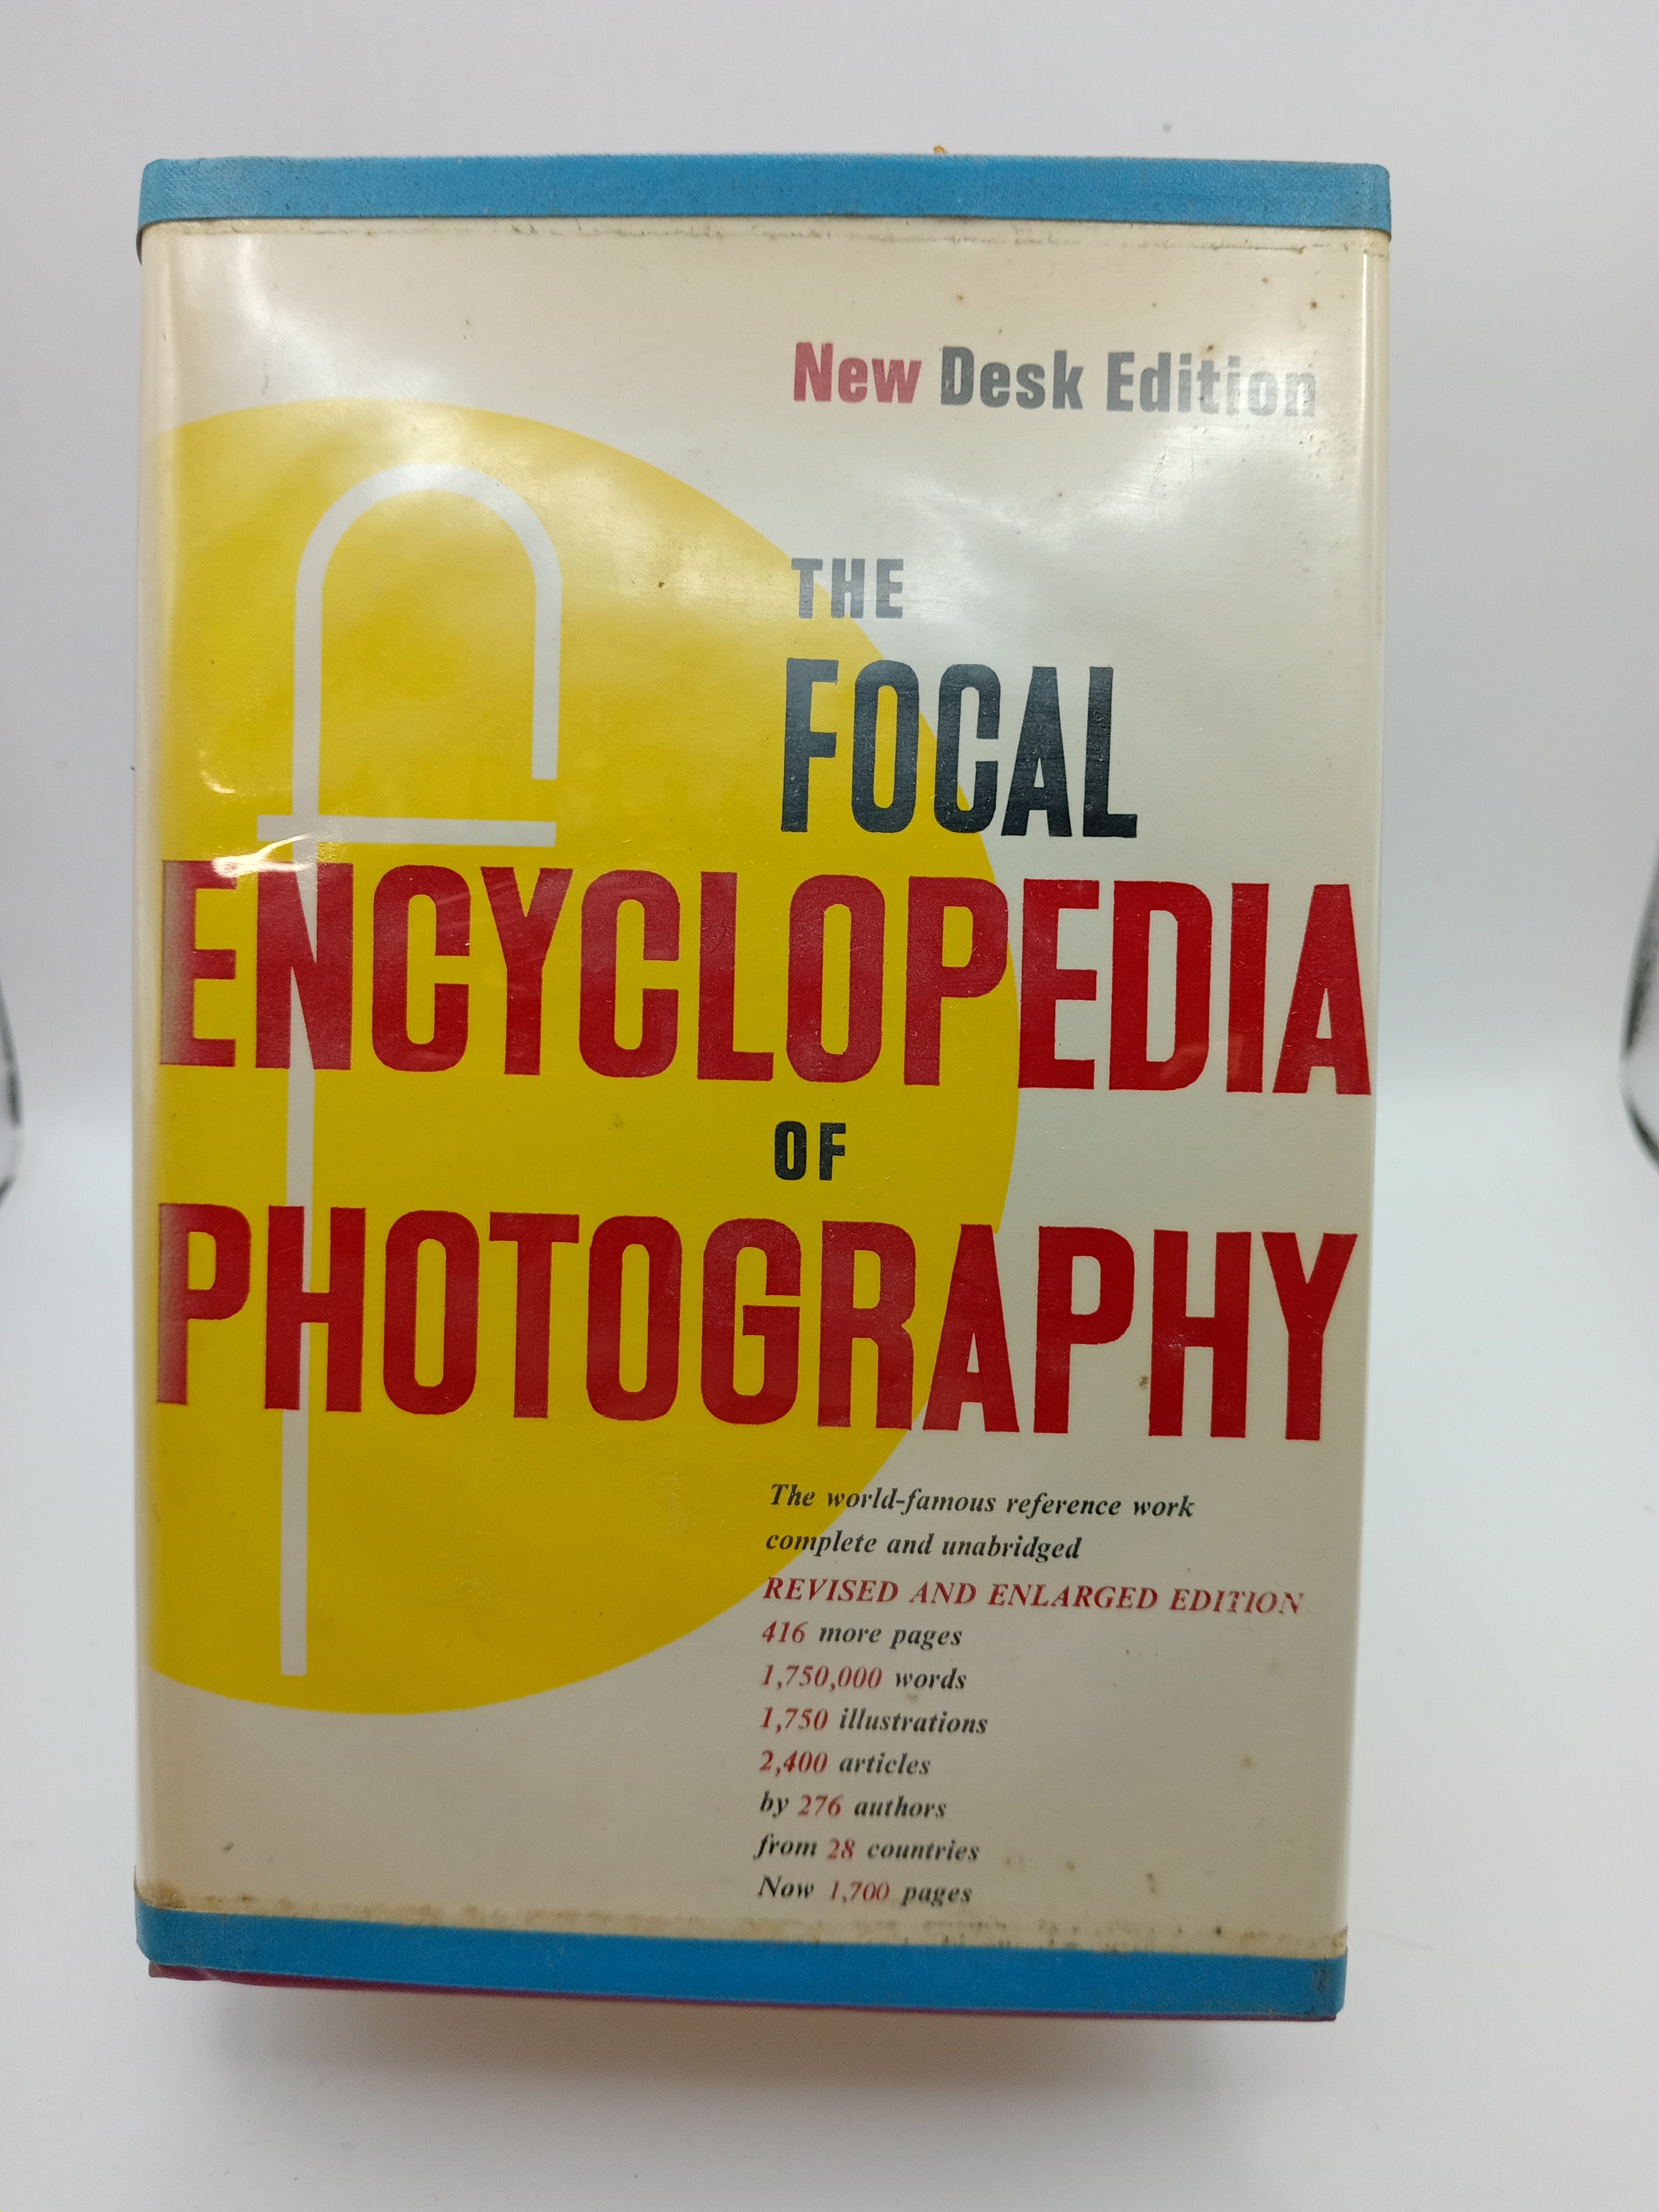 New Desk Edition
THE
FOCAL
ENCYCLOPEDIA
OF
PHOTOGRAPHY
The world-famous reference work
complete and unabridged
REVISED AND ENLARGED EDITION
416 more pages
1,750,000 words
1,750 illustrations
2,400 articles
by 276 authors
from 28 countries
Now 1,700 pages